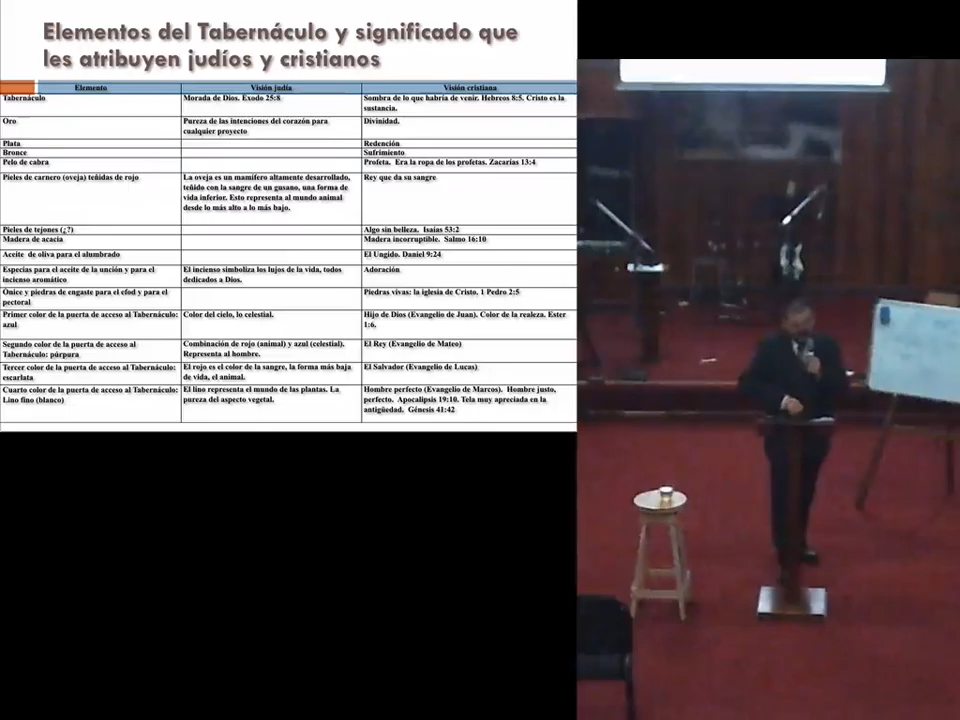 Elementos del Tabernáculo y significado que
les atribuyen judíos y cristianos
Elemento Visión judía Visión cristiana
Tabernáculo
Morada de Dios. Exodo 25:8
Sombra de lo que habría de venir. Hebreos 8:5. Cristo es la
sustancia.
Oro
Pureza de las intenciones del corazón para
cualquier proyecto
Divinidad.
Plata
Redención
Bronce
Sufrimiento
Pelo de cabra
Profeta. Era la ropa de los profetas. Zacarías 13:4
Pieles de carnero (oveja) teñidas de rojo
La oveja es un mamífero altamente desarrollado,
teñido con la sangre de un gusano, una forma de
vida inferior. Esto representa al mundo animal
desde lo más alto a lo más bajo.
Rey que da su sangre
Pieles de tejones (¿?)
Algo sin belleza. Isaías 53:2
Madera de acacia
Madera incorruptible. Salmo 16:10
Aceite de oliva para el alumbrado
El Ungido. Daniel 9:24
Especias para el aceite de la unción y para el
incienso aromático
El incienso simboliza los lujos de la vida, todos
dedicados a Dios.
Adoración
Onice y piedras de engaste para el efod y para el
pectoral
Piedras vivas: la iglesia de Cristo. 1 Pedro 2:5
Primer color de la puerta de acceso al Tabernáculo:
azul
Color del cielo, lo celestial.
Hijo de Dios (Evangelio de Juan). Color de la realeza. Ester
1:6.
Segundo color de la puerta de acceso al
Tabernáculo: púrpura
Combinación de rojo (animal) y azul (celestial).
Representa al hombre.
El Rey (Evangelio de Mateo)
Tercer color de la puerta de acceso al Tabernáculo:
escarlata
El rojo es el color de la sangre, la forma más baja
de vida, el animal.
El Salvador (Evangelio de Lucas)
Cuarto color de la puerta de acceso al Tabernáculo:
Lino fino (blanco)
El lino representa el mundo de las plantas. La
pureza del aspecto vegetal.
Hombre perfecto (Evangelio de Marcos). Hombre justo,
perfecto. Apocalipsis 19:10. Tela muy apreciada en la
antigüedad. Génesis 41:42